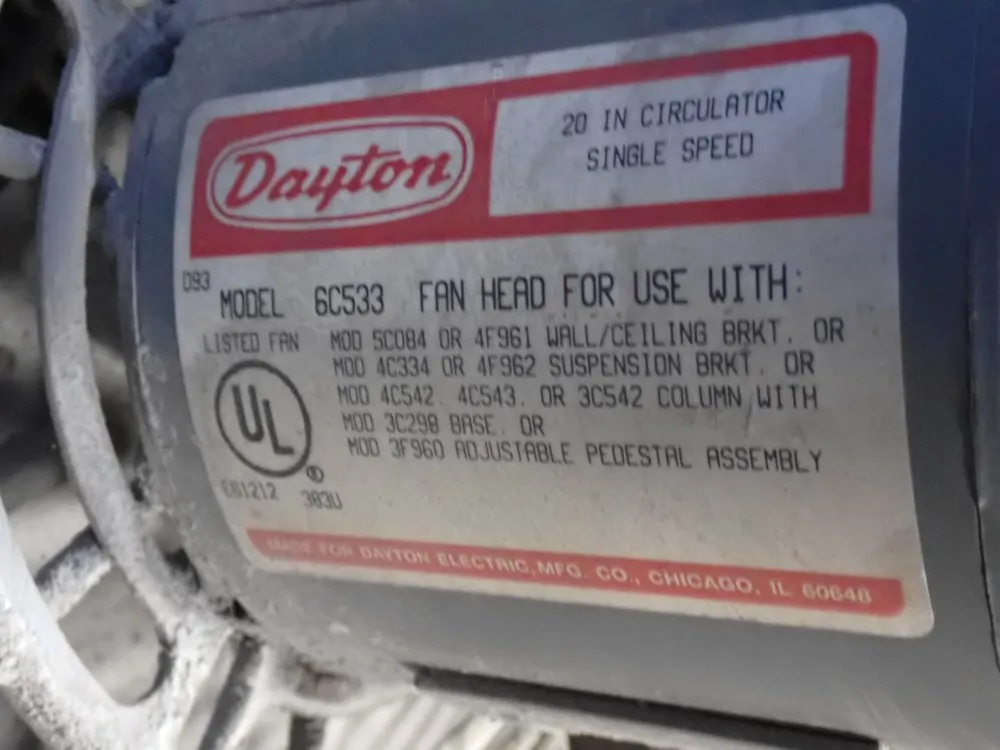 Dayton
20 IN CIRCULATOR
SINGLE SPEED
D93
MODEL 6C533 FAN HEAD FOR USE WITH:
LISTED FAN
MOD 5C084 OR 4F961 WALL/CEILING BRKT. OR
MOD 4C334 OR 4F962 SUSPENSION BRKT. OR
MOD 4C542, 4C543, OR 3C542 COLUMN WITH
MOD 3C298 BASE, OR
MOD 3F960 ADJUSTABLE PEDESTAL ASSEMBLY
UL
®
E81212 383U
MADE FOR DAYTON ELECTRIC, MFG. CO., CHICAGO, IL 60648